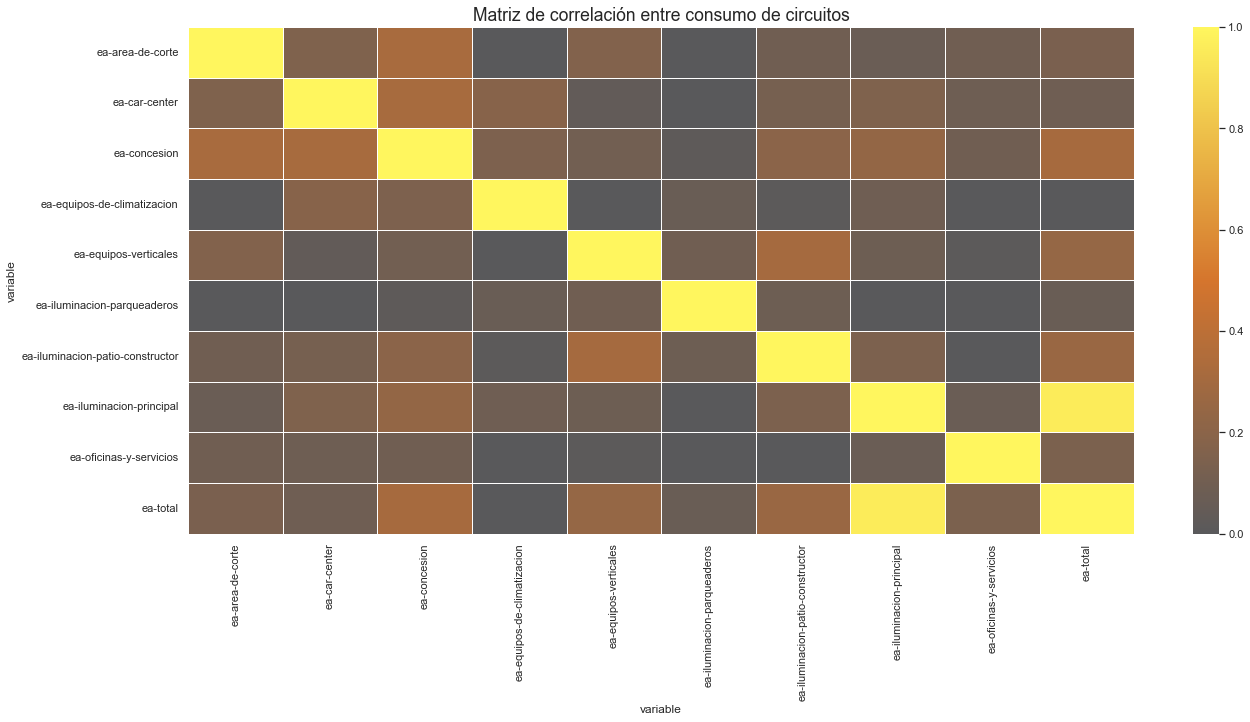 Matriz de correlación entre consumo de circuitos
ea-area-de-corte
ea-car-center
ea-concesion
ea-equipos-de-climatizacion
ea-equipos-verticales
ea-iluminacion-parqueaderos
ea-iluminacion-patio-constructor
ea-iluminacion-principal
ea-oficinas-y-servicios
ea-total
variable
ea-area-de-corte
ea-car-center
ea-concesion
ea-equipos-de-climatizacion
ea-equipos-verticales
ea-iluminacion-parqueaderos
ea-iluminacion-patio-constructor
ea-iluminacion-principal
ea-oficinas-y-servicios
ea-total
variable
1.0
0.8
0.6
0.4
0.2
0.0